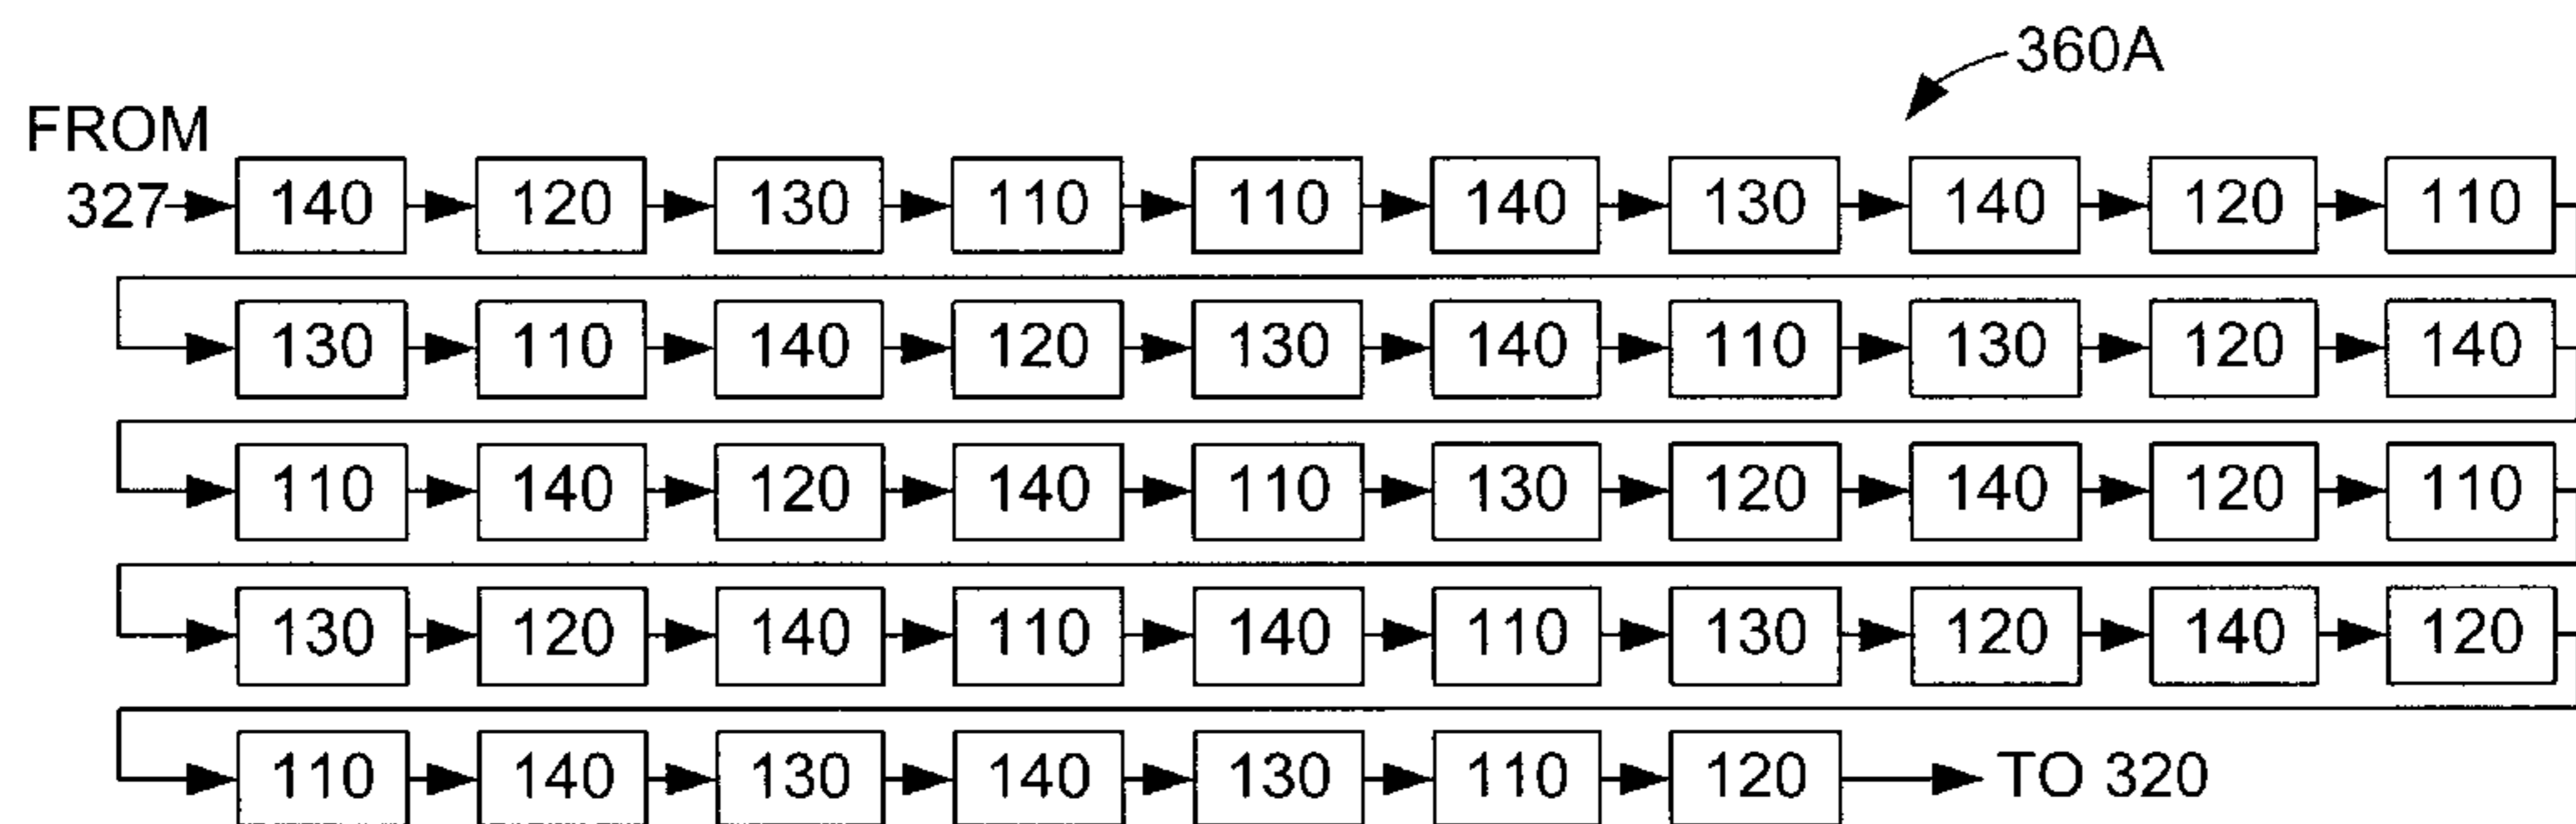 360A
FROM
327 140 120 130 110 110 140 130 140 120 110
130 110 140 120 130 140 110 130 120 140
110 140 120 140 110 130 120 140 120 110
130 120 140 110 140 110 130 120 140 120
110 140 130 140 130 110 120 TO 320